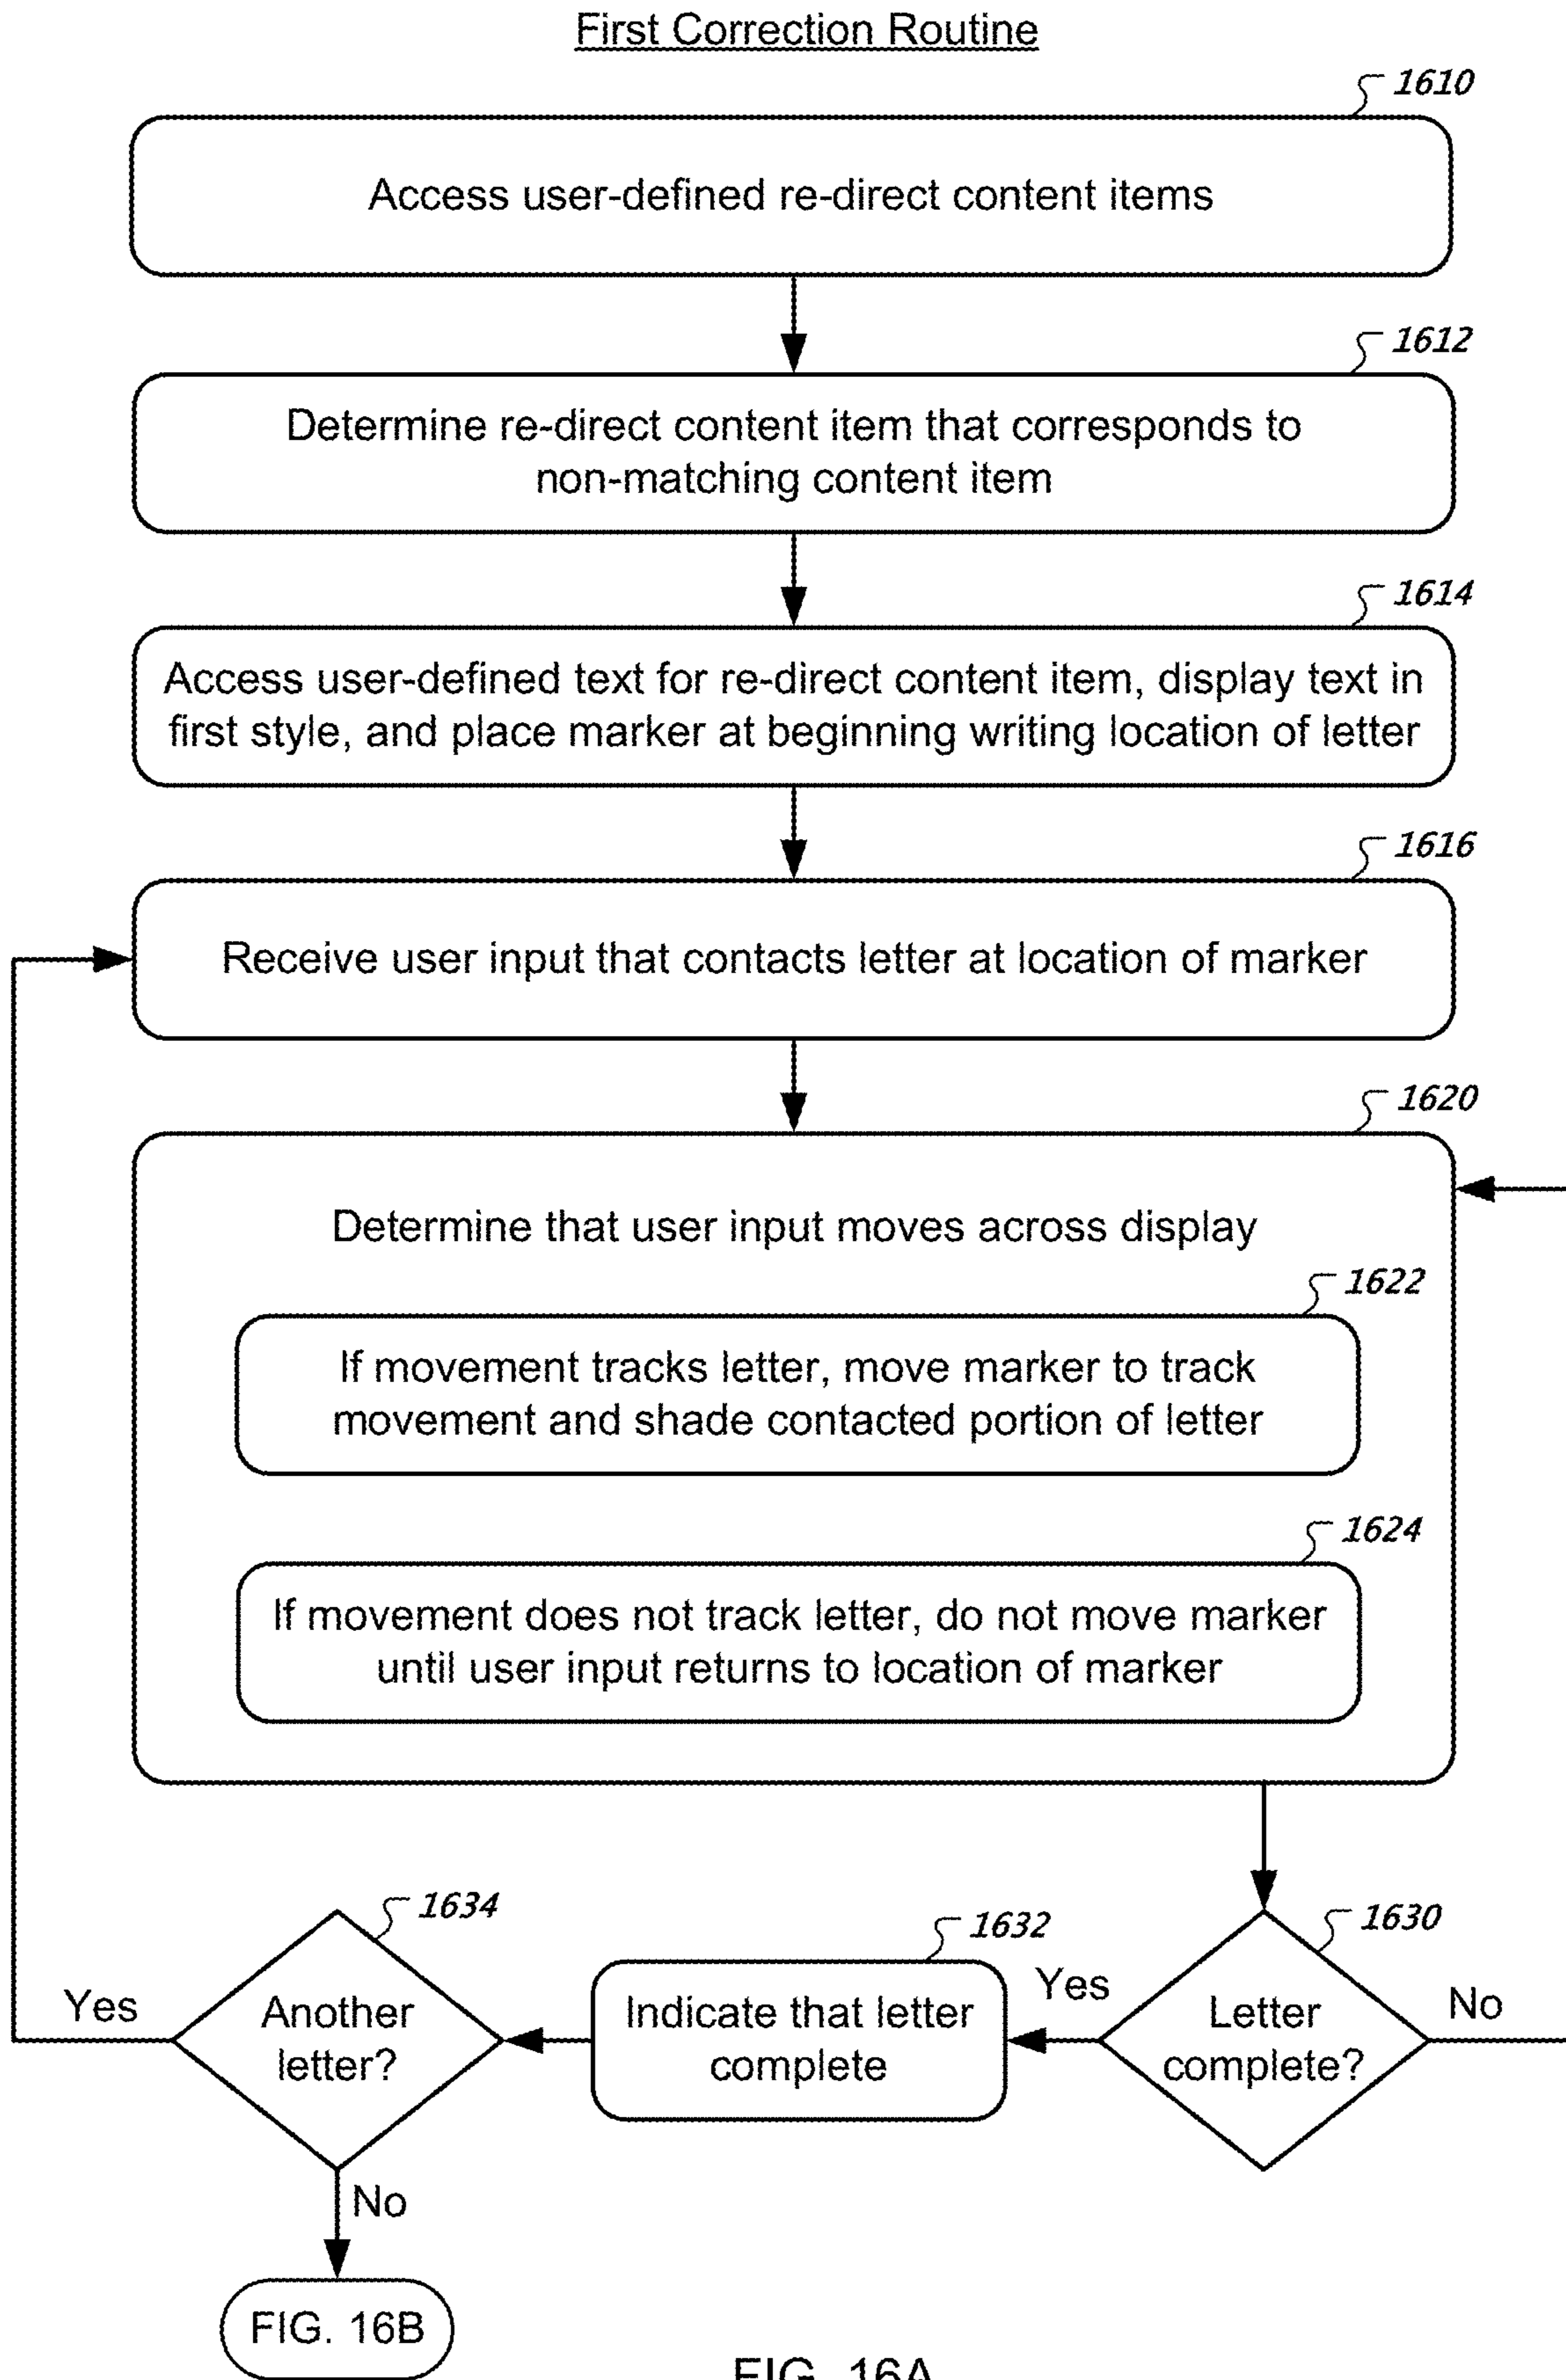 First Correction Routine
1610
Access user-defined re-direct content items
1612
Determine re-direct content item that corresponds to
non-matching content item
1614
Access user-defined text for re-direct content item, display text in
first style, and place marker at beginning writing location of letter
1616
Receive user input that contacts letter at location of marker
1620
Determine that user input moves across display
1622
If movement tracks letter, move marker to track
movement and shade contacted portion of letter
1624
If movement does not track letter, do not move marker
until user input returns to location of marker
1634
1632
1630
Yes
Another
letter?
Indicate that letter
complete
Yes
Letter
complete?
No
No
FIG. 16B
FIG. 16A